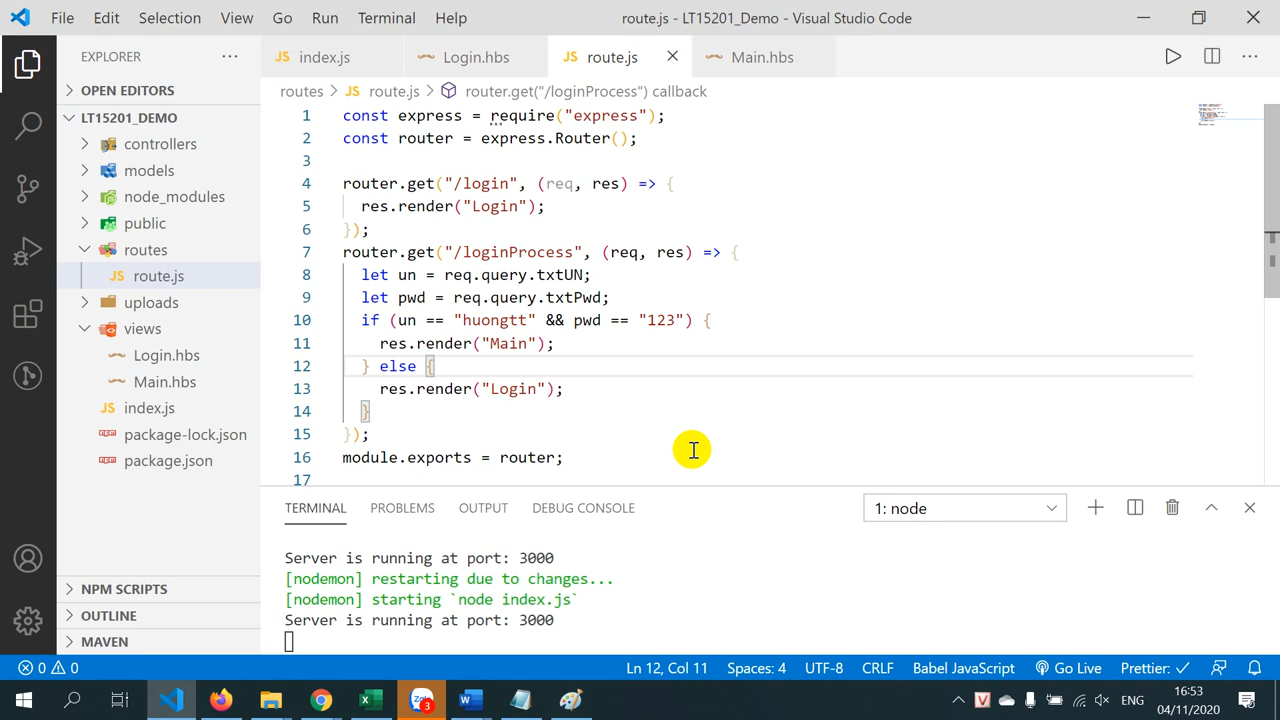 File Edit Selection View Go Run Terminal Help route.js - LT15201_Demo - Visual Studio Code
EXPLORER ···
JS index.js Login.hbs JS route.js Main.hbs
OPEN EDITORS
LT15201_DEMO
controllers
models
node_modules
public
routes
JS route.js
uploads
views
Login.hbs
Main.hbs
JS index.js
package-lock.json
package.json
NPM SCRIPTS
OUTLINE
MAVEN
routes > JS route.js > router.get("/loginProcess") callback
1 const express = require("express");
2 const router = express.Router();
3
4 router.get("/login", (req, res) => {
5 res.render("Login");
6 });
7 router.get("/loginProcess", (req, res) => {
8 let un = req.query.txtUN;
9 let pwd = req.query.txtPwd;
10 if (un == "huongtt" && pwd == "123") {
11 res.render("Main");
12 } else {
13 res.render("Login");
14 }
15 });
16 module.exports = router;
17
TERMINAL PROBLEMS OUTPUT DEBUG CONSOLE 1: node
Server is running at port: 3000
[nodemon] restarting due to changes...
[nodemon] starting `node index.js`
Server is running at port: 3000
0 0 Ln 12, Col 11 Spaces: 4 UTF-8 CRLF Babel JavaScript Go Live Prettier: ✓
Zalo 3 V ENG 16:53
04/11/2020